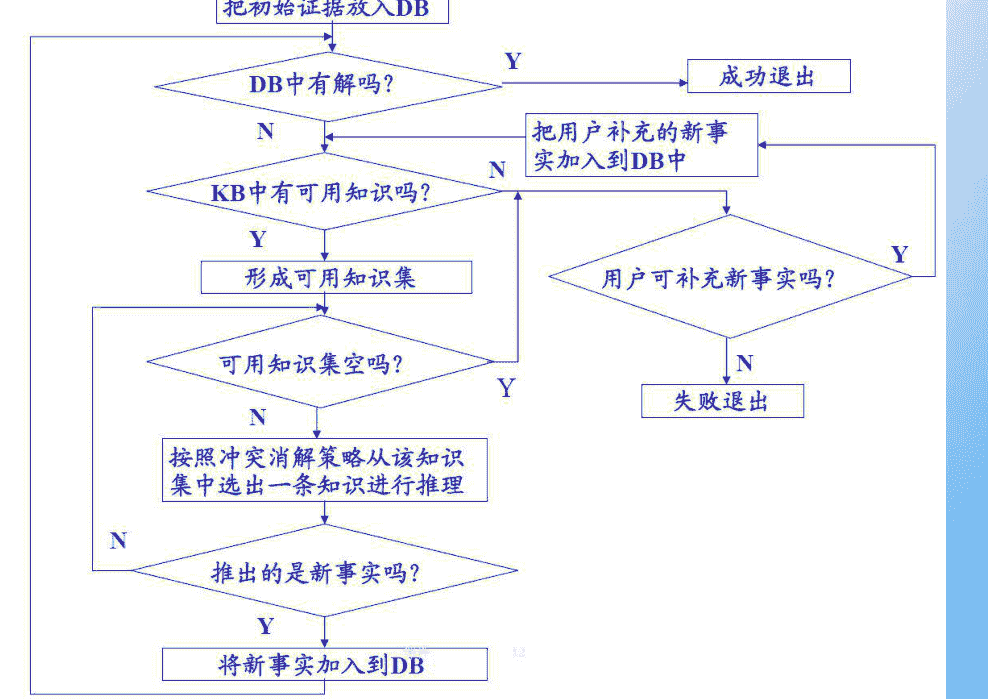 把初始证据放入DB
Y
DB中有解吗？
成功退出
N
把用户补充的新事
实加入到DB中
N
KB中有可用知识吗？
Y
Y
形成可用知识集
用户可补充新事实吗？
可用知识集空吗？
N
Y
失败退出
N
按照冲突消解策略从该知识
集中选出一条知识进行推理
N
推出的是新事实吗？
Y
12
将新事实加入到DB